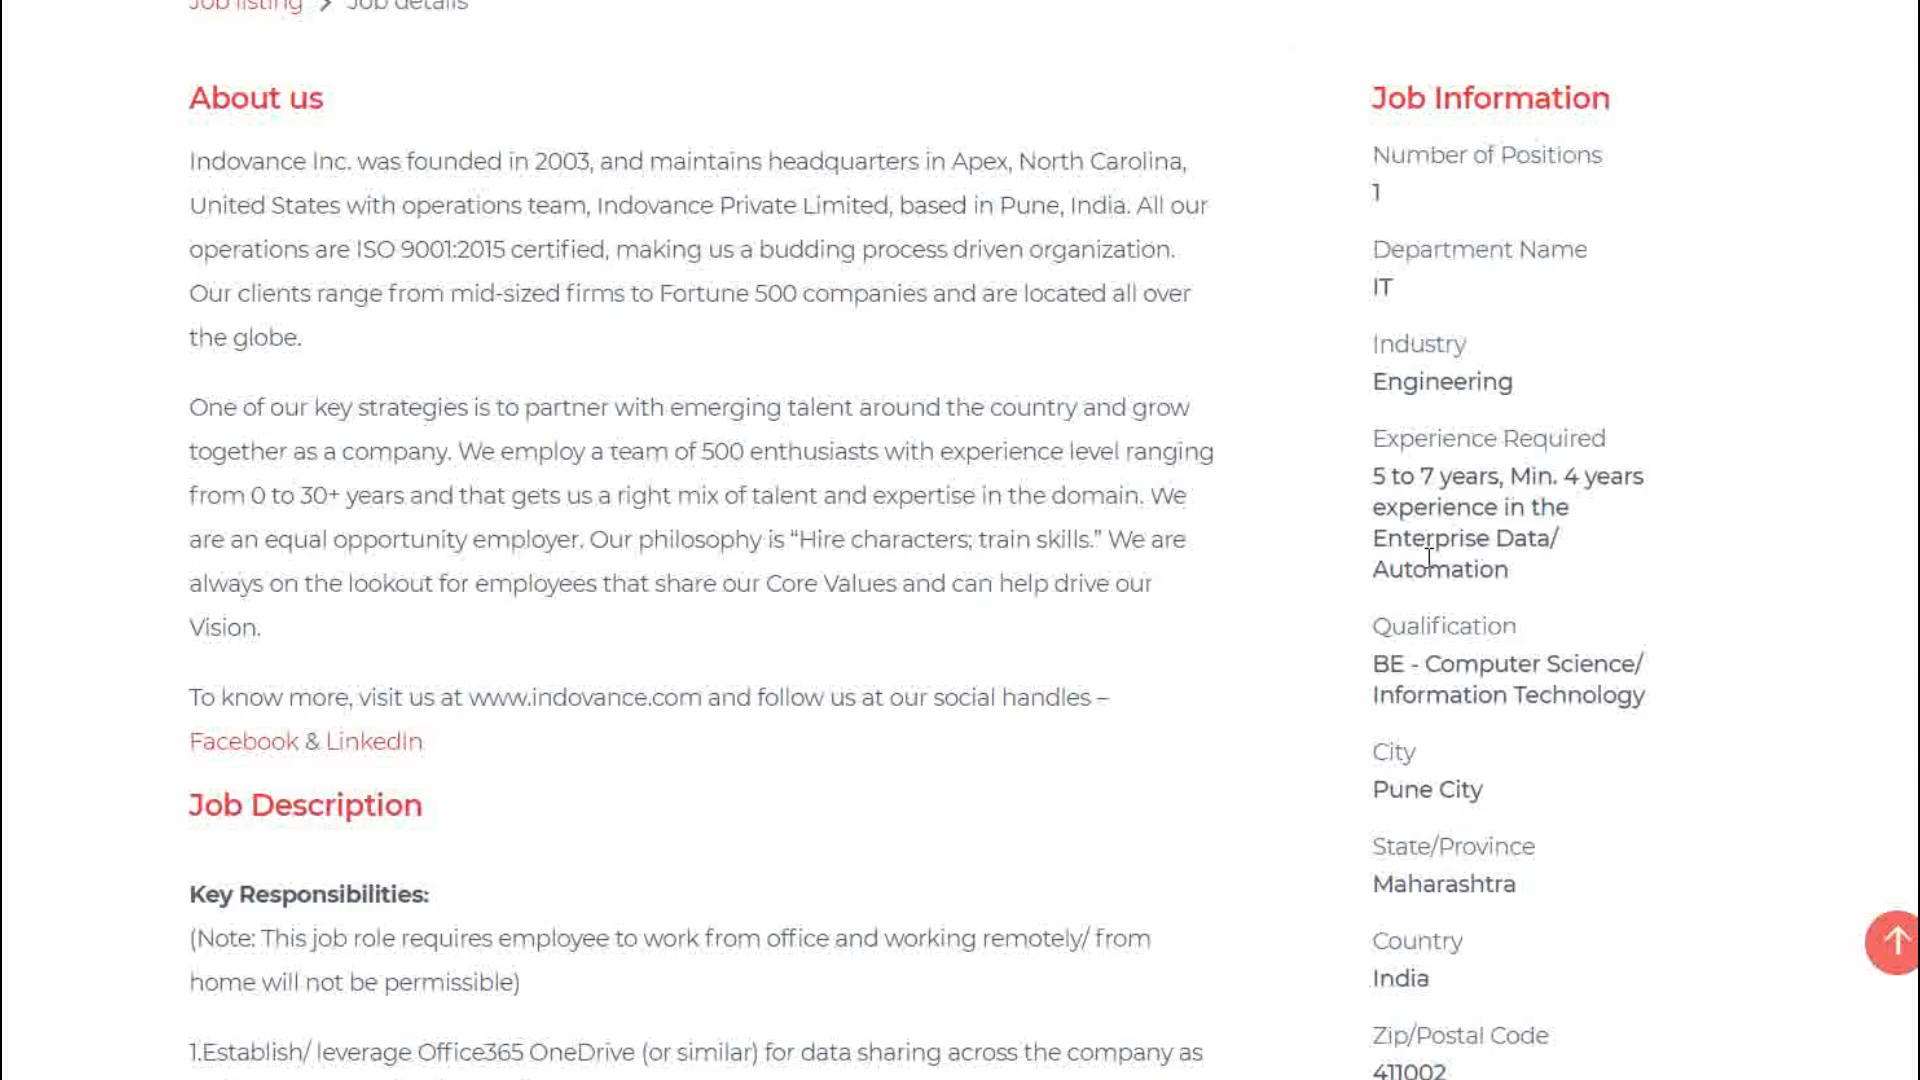 Job listing > Job details
About us
Indovance Inc. was founded in 2003, and maintains headquarters in Apex, North Carolina,
United States with operations team, Indovance Private Limited, based in Pune, India. All our
operations are ISO 9001:2015 certified, making us a budding process driven organization.
Our clients range from mid-sized firms to Fortune 500 companies and are located all over
the globe.
One of our key strategies is to partner with emerging talent around the country and grow
together as a company. We employ a team of 500 enthusiasts with experience level ranging
from 0 to 30+ years and that gets us a right mix of talent and expertise in the domain. We
are an equal opportunity employer. Our philosophy is “Hire characters; train skills.” We are
always on the lookout for employees that share our Core Values and can help drive our
Vision.
To know more, visit us at www.indovance.com and follow us at our social handles –
Facebook & LinkedIn
Job Description
Key Responsibilities:
(Note: This job role requires employee to work from office and working remotely/ from
home will not be permissible)
1.Establish/ leverage Office365 OneDrive (or similar) for data sharing across the company as
Job Information
Number of Positions
1
Department Name
IT
Industry
Engineering
Experience Required
5 to 7 years, Min. 4 years
experience in the
Enterprise Data/
Automation
Qualification
BE - Computer Science/
Information Technology
City
Pune City
State/Province
Maharashtra
Country
India
Zip/Postal Code
411002